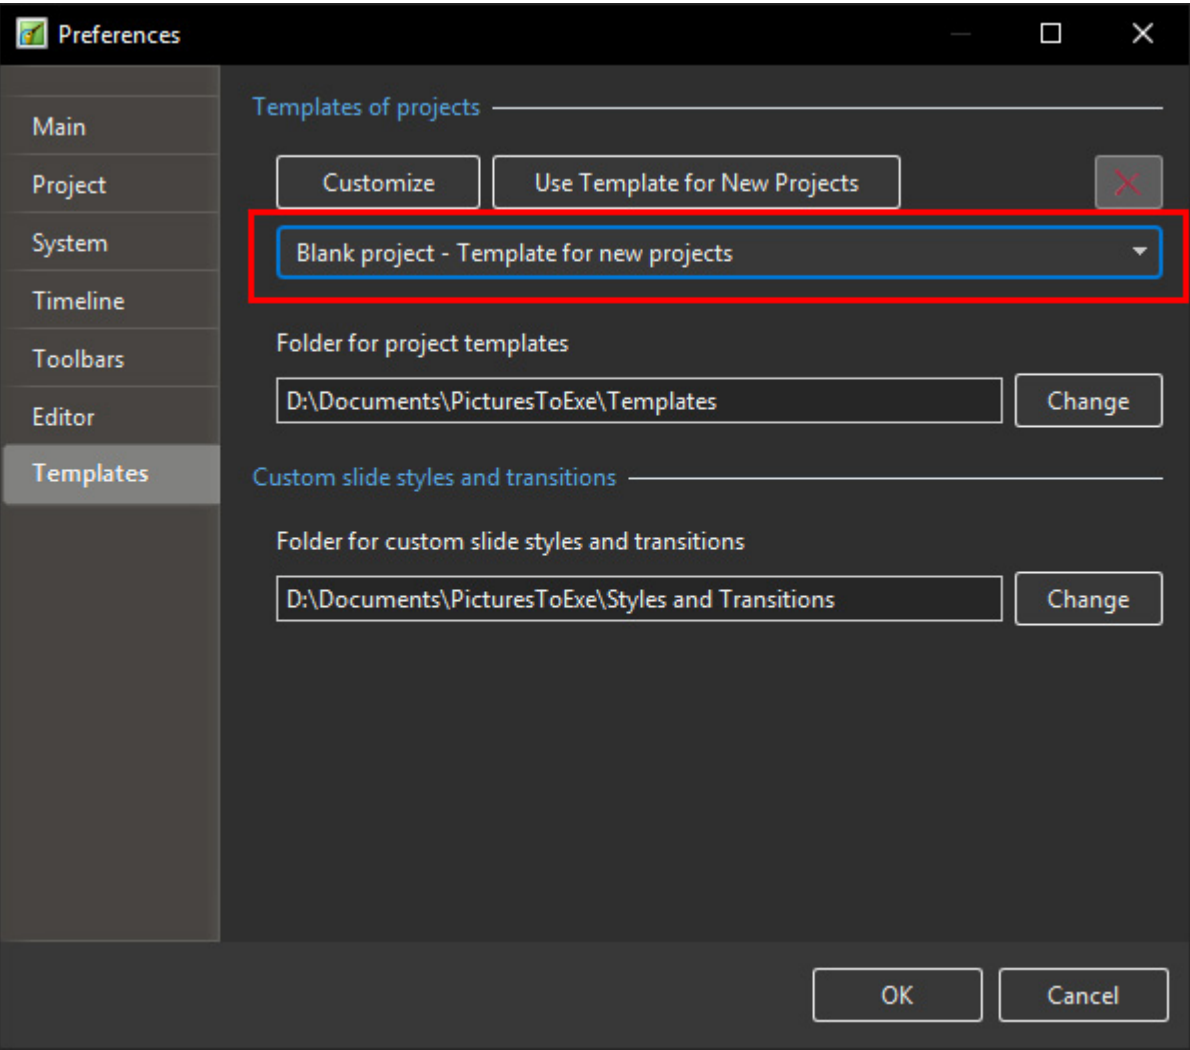 Preferences
Main
Project
System
Timeline
Toolbars
Editor
Templates
Templates of projects
Customize
Use Template for New Projects
Blank project - Template for new projects
Folder for project templates
D:\Documents\PicturesToExe\Templates
Change
Custom slide styles and transitions
Folder for custom slide styles and transitions
D:\Documents\PicturesToExe\Styles and Transitions
Change
OK
Cancel